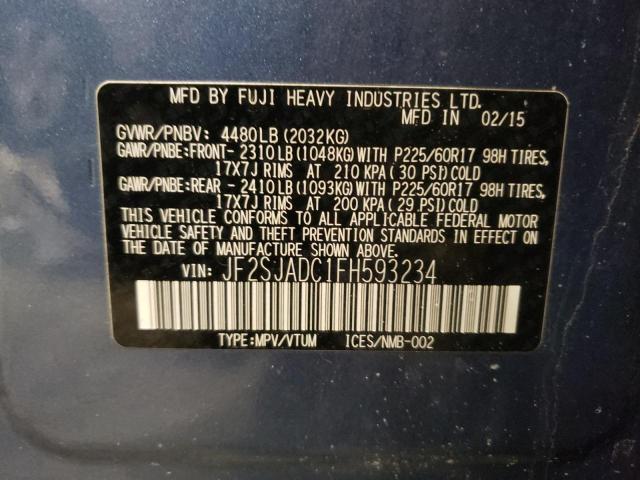 MFD BY FUJI HEAVY INDUSTRIES LTD.
MFD IN 02/15
GVWR/PNBV: 4480LB (2032KG)
GAWR/PNBE:FRONT- 2310LB (1048KG) WITH P225/60R17 98H TIRES,
17X7J RIMS AT 210 KPA ( 30 PSI) COLD
GAWR/PNBE:REAR - 2410LB (1093KG) WITH P225/60R17 98H TIRES,
17X7J RIMS AT 200 KPA ( 29 PSI) COLD
THIS VEHICLE CONFORMS TO ALL APPLICABLE FEDERAL MOTOR
VEHICLE SAFETY AND THEFT PREVENTION STANDARDS IN EFFECT ON
THE DATE OF MANUFACTURE SHOWN ABOVE.
VIN: JF2SJADC1FH593234
TYPE:MPV/VTUM ICES/NMB-002